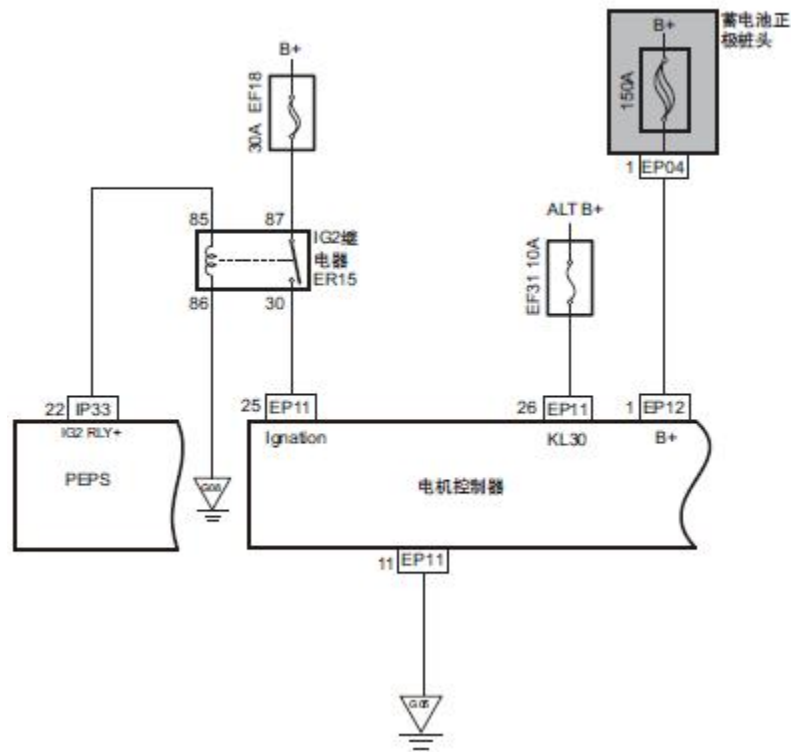 蓄电池正
极桩头
B+
150A
1 EP04
B+
30A EF18
ALT B+
EF31 10A
85 87
IG2继
电器
ER15
86 30
22 IP33
IG2 RLY+
PEPS
25 EP11
Ignation
26 EP11
KL30
1 EP12
B+
电机控制器
11 EP11
G05